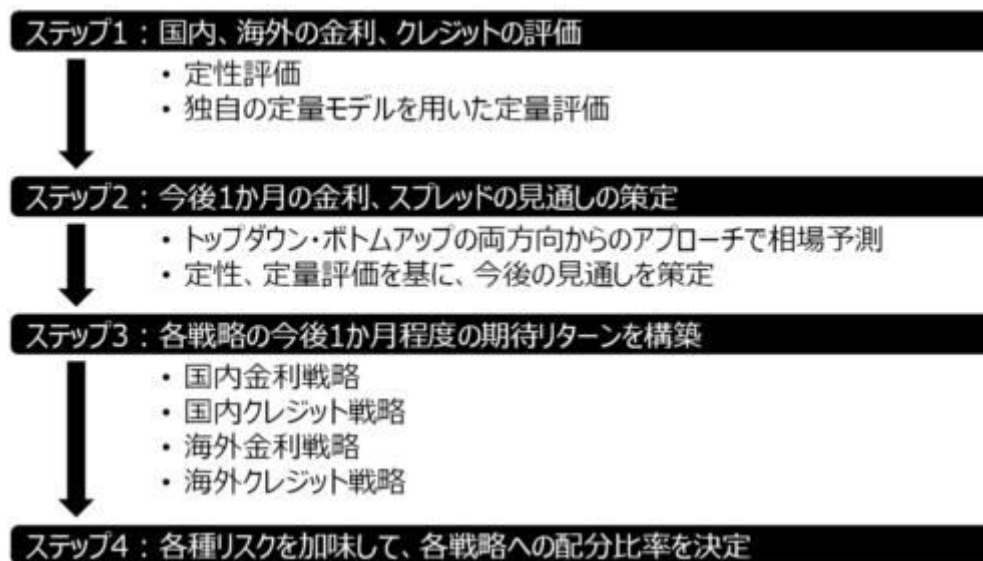 ステップ1：国内、海外の金利、クレジットの評価
・定性評価
・独自の定量モデルを用いた定量評価
ステップ2：今後1か月の金利、スプレッドの見通しの策定
・トップダウン・ボトムアップの両方向からのアプローチで相場予測
・定性、定量評価を基に、今後の見通しを策定
ステップ3：各戦略の今後1か月程度の期待リターンを構築
・国内金利戦略
・国内クレジット戦略
・海外金利戦略
・海外クレジット戦略
ステップ4：各種リスクを加味して、各戦略への配分比率を決定